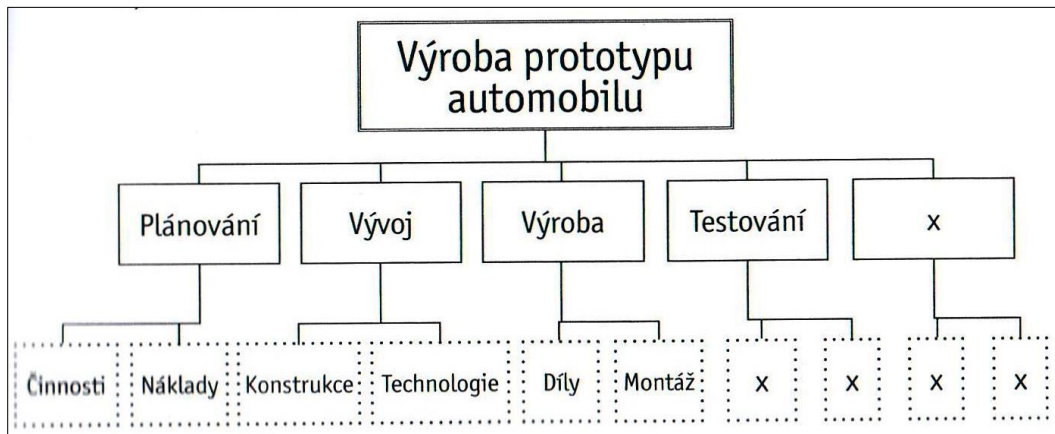 Výroba prototypu
automobilu
Plánování
Vývoj
Výroba
Testování
x
Činnosti
Náklady
Konstrukce
Technologie
Díly
Montáž
x
x
x
x